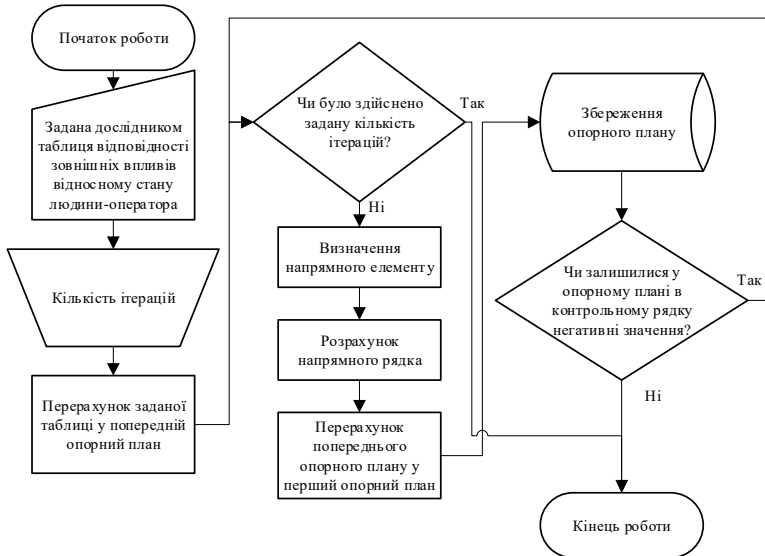 Початок роботи
Задана дослідником
таблиця відповідності
зовнішніх впливів
відносному стану
людини-оператора
Кількість ітерацій
Перерахунок заданої
таблиці у попередній
опорний план
Чи було здійснено
задану кількість
ітерацій?
Так
Ні
Визначення
напрямного елементу
Розрахунок
напрямного рядка
Перерахунок
попереднього
опорного плану у
перший опорний план
Збереження
опорного плану
Чи залишилися у
опорному плані в
контрольному рядку
негативні значення?
Так
Ні
Кінець роботи